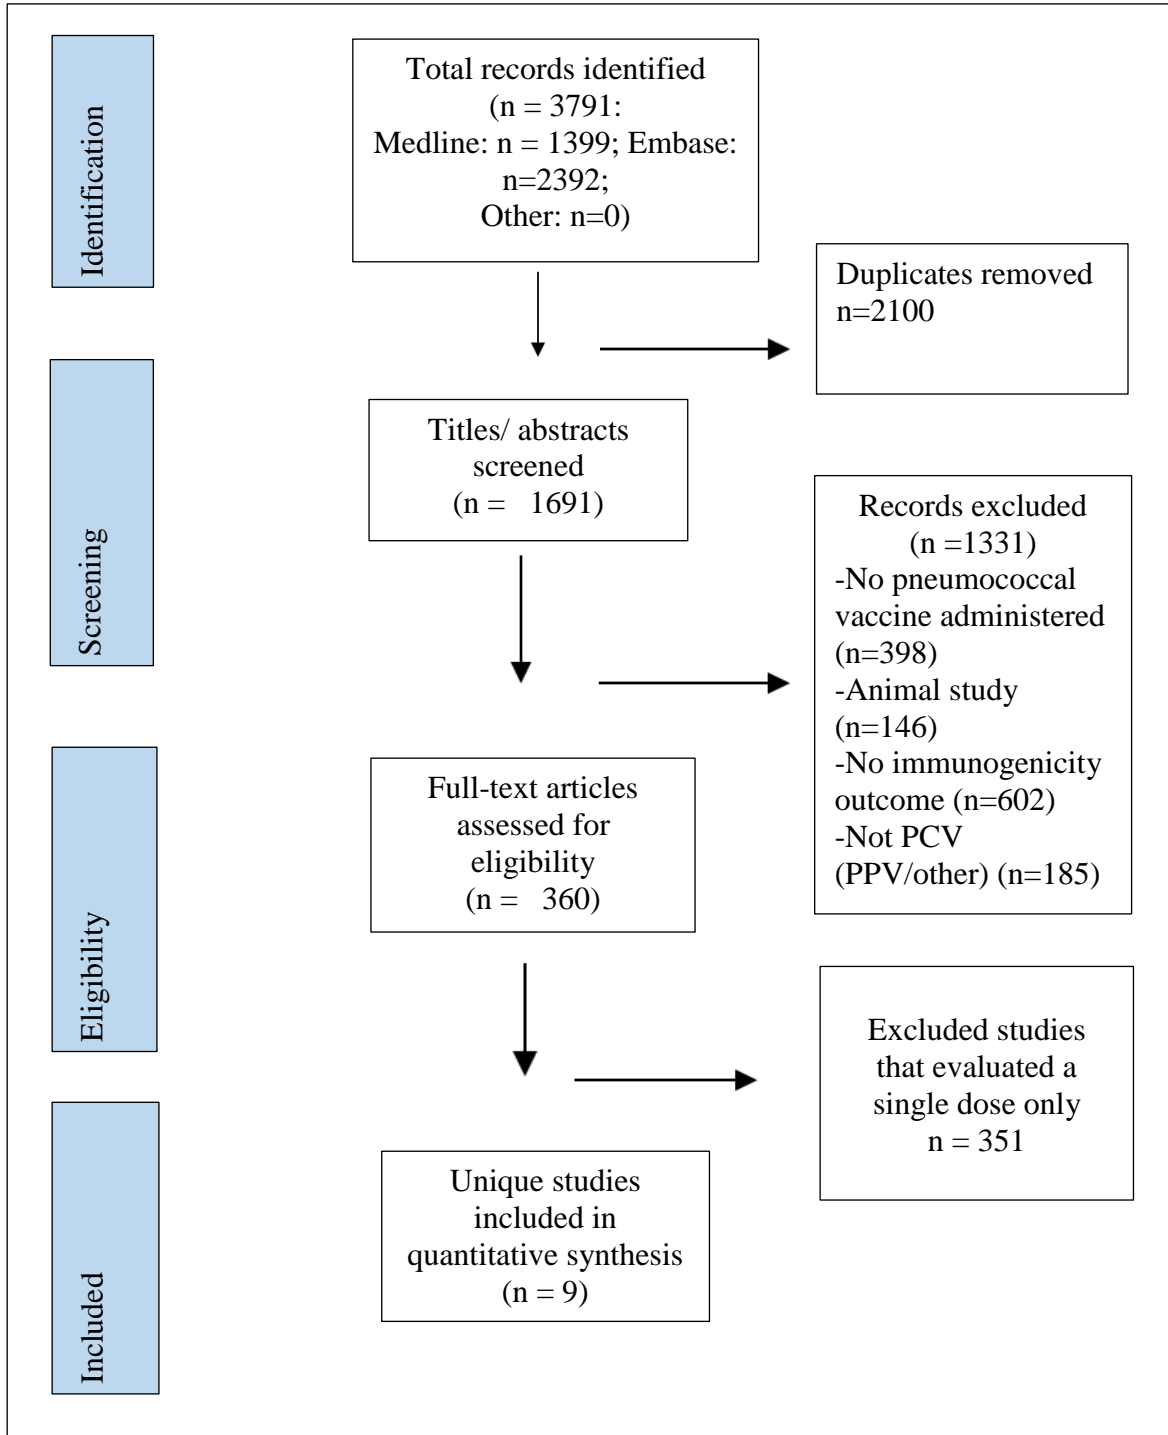 Identification
Total records identified
(n = 3791:
Medline: n = 1399; Embase:
n=2392;
Other: n=0)
Duplicates removed
n=2100
Screening
Titles/ abstracts
screened
(n =   1691)
Records excluded
(n =1331)
-No pneumococcal
vaccine administered
(n=398)
-Animal study
(n=146)
-No immunogenicity
outcome (n=602)
-Not PCV
(PPV/other) (n=185)
Eligibility
Full-text articles
assessed for
eligibility
(n =   360)
Excluded studies
that evaluated a
single dose only
n = 351
Included
Unique studies
included in
quantitative synthesis
(n = 9)